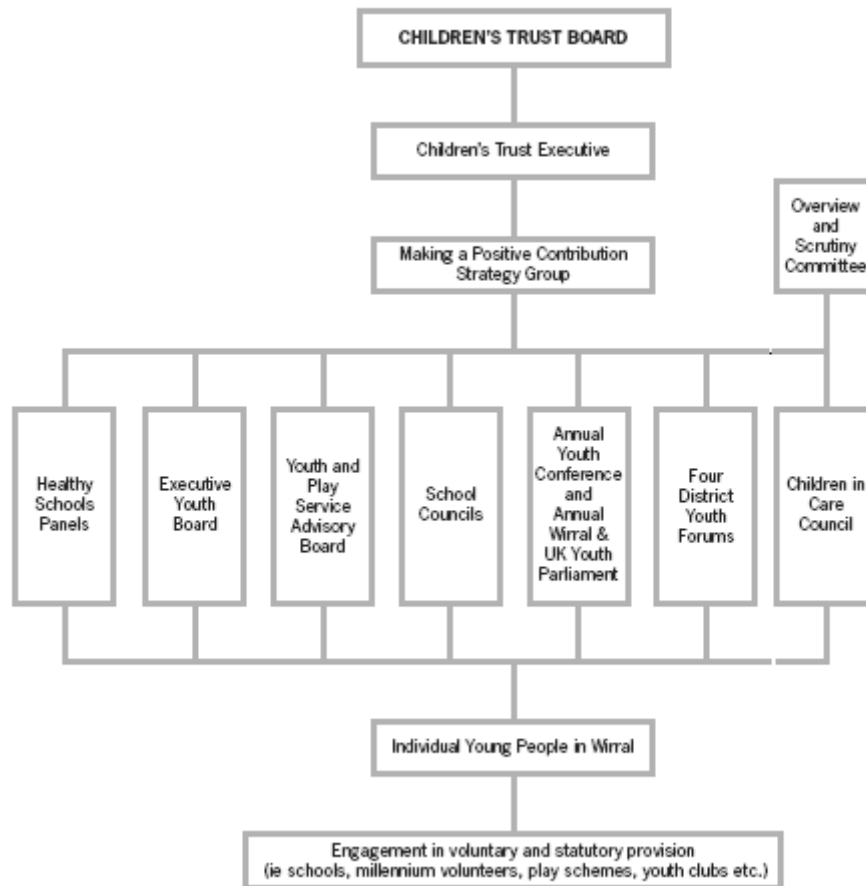 CHILDREN'S TRUST BOARD
Children's Trust Executive
Making a Positive Contribution
Strategy Group
Overview
and
Scrutiny
Committee
Healthy
Schools
Panels
Executive
Youth
Board
Youth and
Play
Service
Advisory
Board
School
Councils
Annual
Youth
Conference
and
Annual
Wirral &
UK Youth
Parliament
Four
District
Youth
Forums
Children in
Care
Council
Individual Young People in Wirral
Engagement in voluntary and statutory provision
(ie schools, millennium volunteers, play schemes, youth clubs etc.)